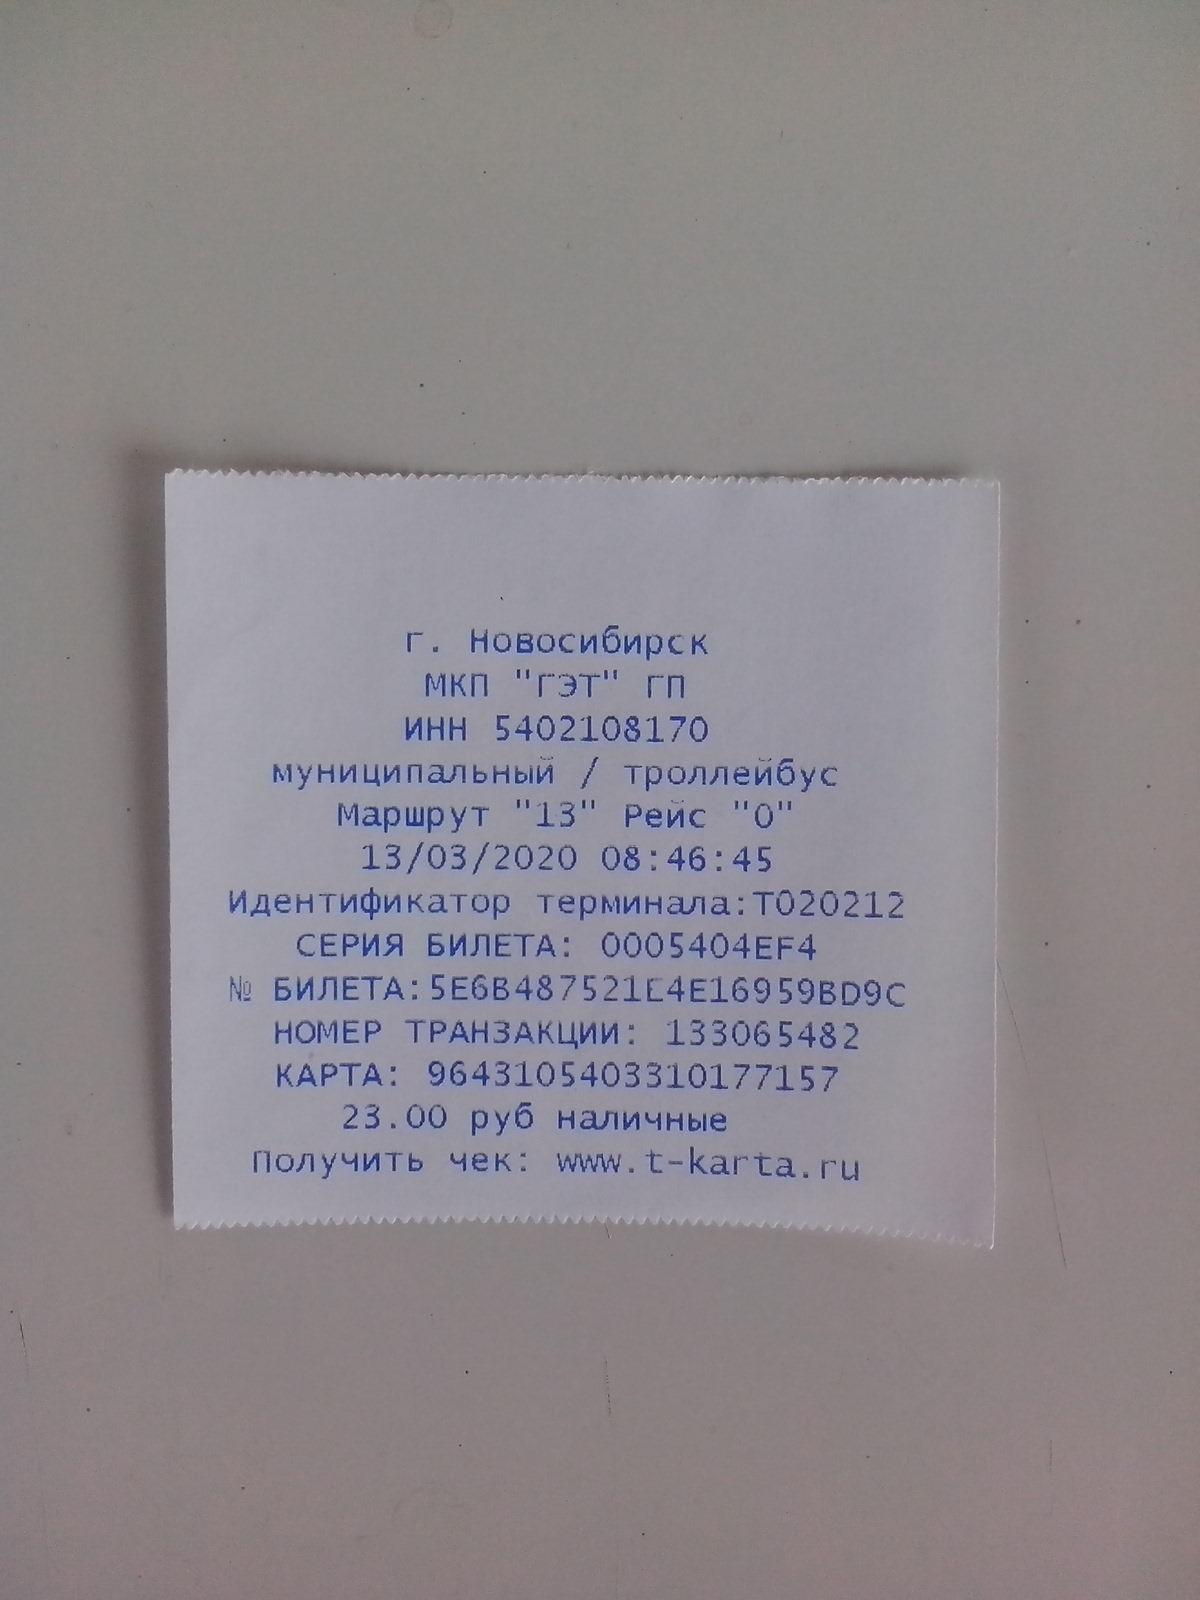 г. Новосибирск
МКП "ГЭТ" ГП
ИНН 5402108170
муниципальный / троллейбус
Маршрут "13" Рейс "0"
13/03/2020 08:46:45
Идентификатор терминала:Т020212
СЕРИЯ БИЛЕТА: 0005404EF4
№ БИЛЕТА:5E6B487521E4E16959BD9C
НОМЕР ТРАНЗАКЦИИ: 133065482
КАРТА: 9643105403310177157
23.00 руб наличные
Получить чек: www.t-karta.ru